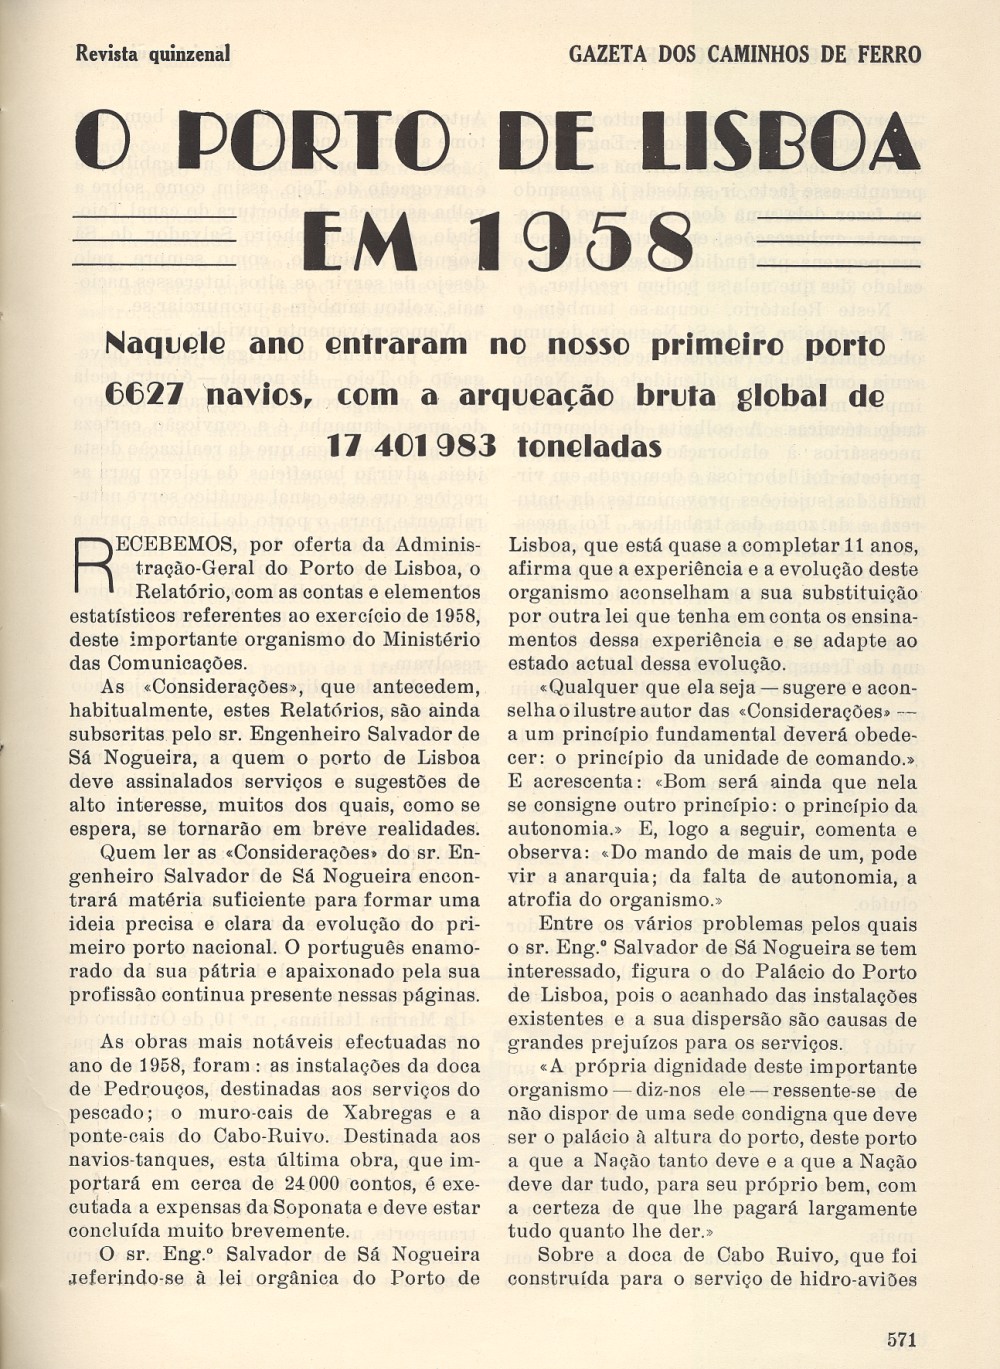 Revista quinzenal
GAZETA DOS CAMINHOS DE FERRO
O PORTO DE LISBOA
EM 1958
Naquele ano entraram no nosso primeiro porto
6627 navios, com a arqueação bruta global de
17 401 983 toneladas
RECEBEMOS, por oferta da Adminis-
tração-Geral do Porto de Lisboa, o
Relatório, com as contas e elementos
estatísticos referentes ao exercício de 1958,
deste importante organismo do Ministério
das Comunicações.
As «Considerações», que antecedem,
habitualmente, estes Relatórios, são ainda
subscritas pelo sr. Engenheiro Salvador de
Sá Nogueira, a quem o porto de Lisboa
deve assinalados serviços e sugestões de
alto interesse, muitos dos quais, como se
espera, se tornarão em breve realidades.
Quem ler as «Considerações» do sr. En-
genheiro Salvador de Sá Nogueira encon-
trará matéria suficiente para formar uma
ideia precisa e clara da evolução do pri-
meiro porto nacional. O português enamo-
rado da sua pátria e apaixonado pela sua
profissão continua presente nessas páginas.
As obras mais notáveis efectuadas no
ano de 1958, foram: as instalações da doca
de Pedrouços, destinadas aos serviços do
pescado; o muro-cais de Xabregas e a
ponte-cais do Cabo-Ruivo. Destinada aos
navios-tanques, esta última obra, que im-
portará em cerca de 24 000 contos, é exe-
cutada a expensas da Soponata e deve estar
concluída muito brevemente.
O sr. Eng.º Salvador de Sá Nogueira
referindo-se à lei orgânica do Porto de
Lisboa, que está quase a completar 11 anos,
afirma que a experiência e a evolução deste
organismo aconselham a sua substituição
por outra lei que tenha em conta os ensina-
mentos dessa experiência e se adapte ao
estado actual dessa evolução.
«Qualquer que ela seja — sugere e acon-
selha o ilustre autor das «Considerações» —
a um princípio fundamental deverá obede-
cer: o princípio da unidade de comando.»
E acrescenta: «Bom será ainda que nela
se consigne outro princípio: o princípio da
autonomia.» E, logo a seguir, comenta e
observa: «Do mando de mais de um, pode
vir a anarquia; da falta de autonomia, a
atrofia do organismo.»
Entre os vários problemas pelos quais
o sr. Eng.º Salvador de Sá Nogueira se tem
interessado, figura o do Palácio do Porto
de Lisboa, pois o acanhado das instalações
existentes e a sua dispersão são causas de
grandes prejuízos para os serviços.
«A própria dignidade deste importante
organismo — diz-nos ele — ressente-se de
não dispor de uma sede condigna que deve
ser o palácio à altura do porto, deste porto
a que a Nação tanto deve e a que a Nação
deve dar tudo, para seu próprio bem, com
a certeza de que lhe pagará largamente
tudo quanto lhe der.»
Sobre a doca de Cabo Ruivo, que foi
construída para o serviço de hidro-aviões
571